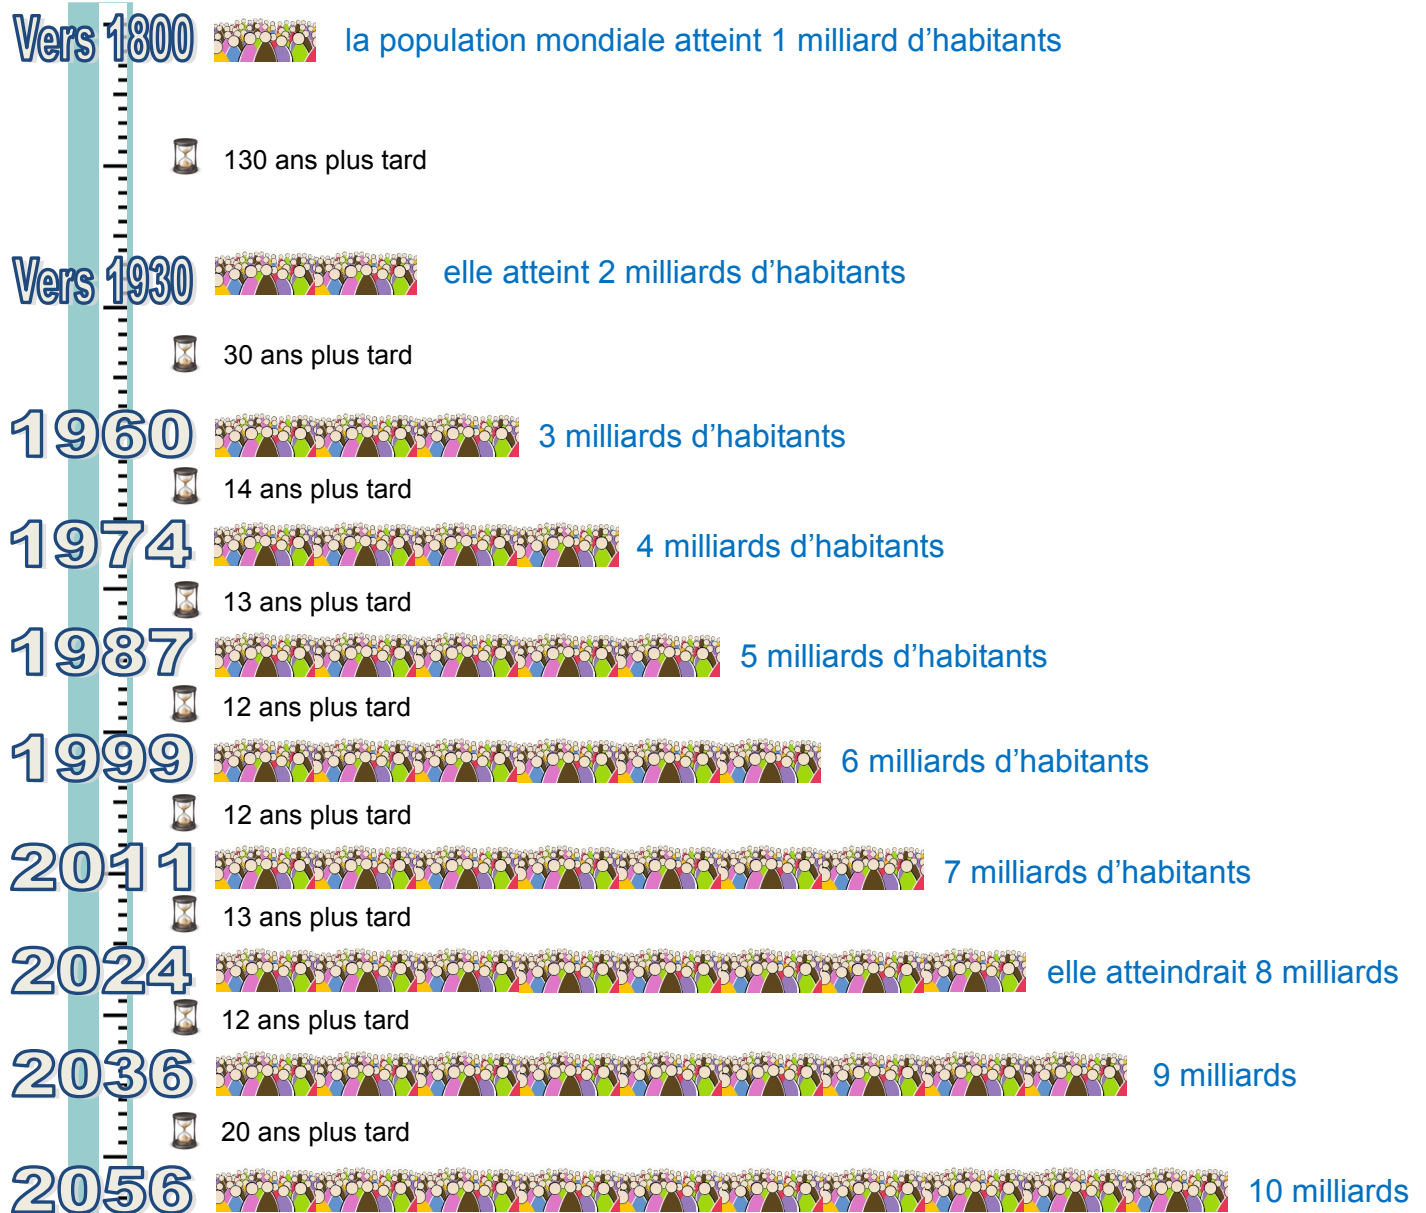 Vers 1800 la population mondiale atteint 1 milliard d’habitants
130 ans plus tard
Vers 1930 elle atteint 2 milliards d’habitants
30 ans plus tard
1960 3 milliards d’habitants
14 ans plus tard
1974 4 milliards d’habitants
13 ans plus tard
1987 5 milliards d’habitants
12 ans plus tard
1999 6 milliards d’habitants
12 ans plus tard
2011 7 milliards d’habitants
13 ans plus tard
2024 elle atteindrait 8 milliards
12 ans plus tard
2036 9 milliards
20 ans plus tard
2056 10 milliards